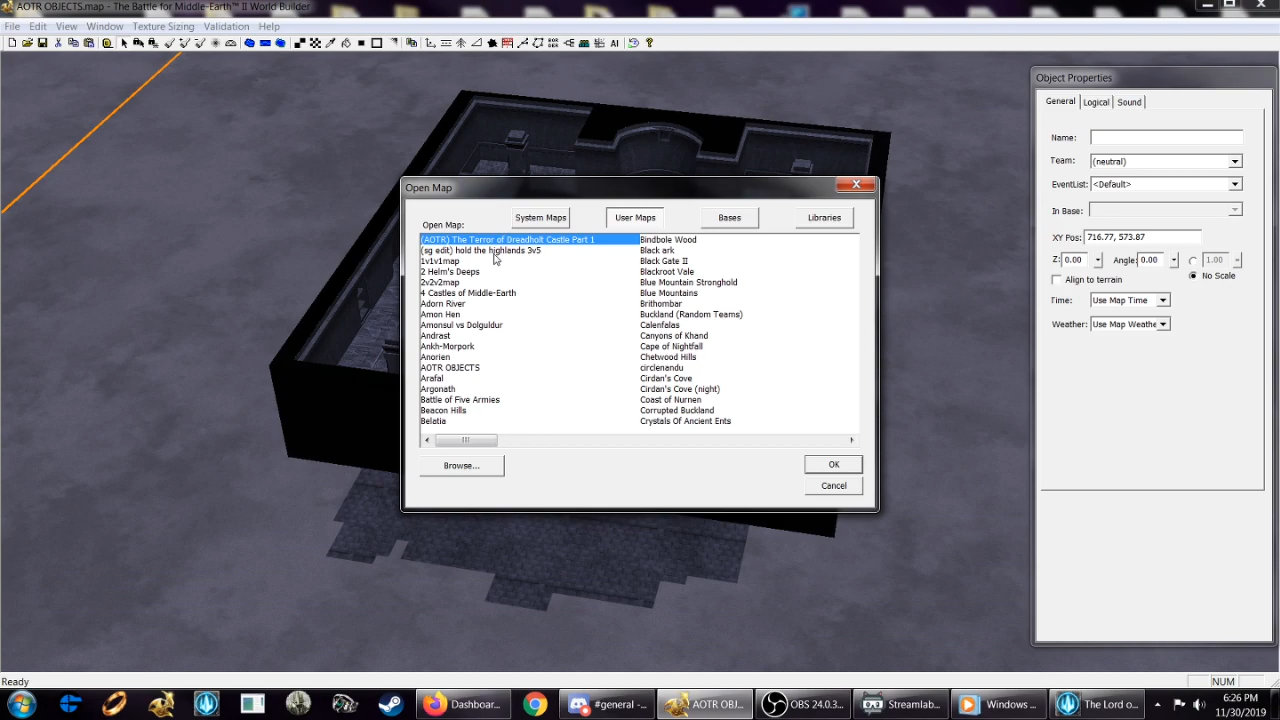 AOTR OBJECTS.map - The Battle for Middle-Earth™ II World Builder
File Edit View Window Texture Sizing Validation Help
AI
Object Properties
General Logical Sound
Name:
Team: (neutral)
EventList: <Default>
In Base:
XY Pos: 716.77, 573.87
Z: 0.00 Angle: 0.00 1.00
Align to terrain No Scale
Time: Use Map Time
Weather: Use Map Weathe
Open Map
Open Map: System Maps User Maps Bases Libraries
(AOTR) The Terror of Dreadholt Castle Part 1
(sg edit) hold the highlands 3v5
1v1v1map
2 Helm's Deeps
2v2v2map
4 Castles of Middle-Earth
Adorn River
Amon Hen
Amonsul vs Dolguldur
Andrast
Ankh-Morpork
Anorien
AOTR OBJECTS
Arafal
Argonath
Battle of Five Armies
Beacon Hills
Belatia
Bindbole Wood
Black ark
Black Gate II
Blackroot Vale
Blue Mountain Stronghold
Blue Mountains
Brithombar
Buckland (Random Teams)
Calenfalas
Canyons of Khand
Cape of Nightfall
Chetwood Hills
circlenandu
Cirdan's Cove
Cirdan's Cove (night)
Coast of Nurnen
Corrupted Buckland
Crystals Of Ancient Ents
Browse...
OK
Cancel
Ready
NUM
Dashboar...
#general -...
AOTR OBJ...
OBS 24.0.3...
Streamlab...
Windows ...
The Lord o...
6:26 PM
11/30/2019